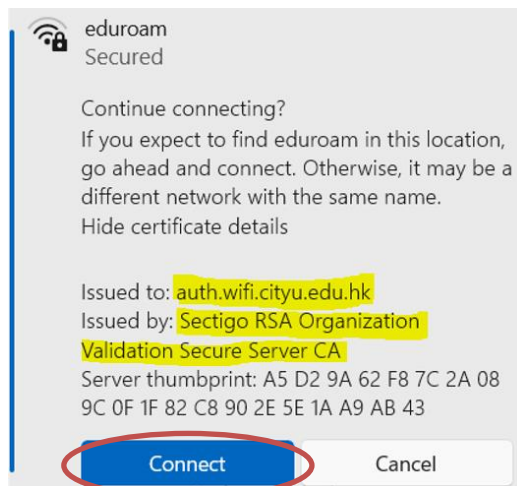 eduroam
Secured
Continue connecting?
If you expect to find eduroam in this location,
go ahead and connect. Otherwise, it may be a
different network with the same name.
Hide certificate details
Issued to: auth.wifi.cityu.edu.hk
Issued by: Sectigo RSA Organization
Validation Secure Server CA
Server thumbprint: A5 D2 9A 62 F8 7C 2A 08
9C 0F 1F 82 C8 90 2E 5E 1A A9 AB 43
Connect Cancel